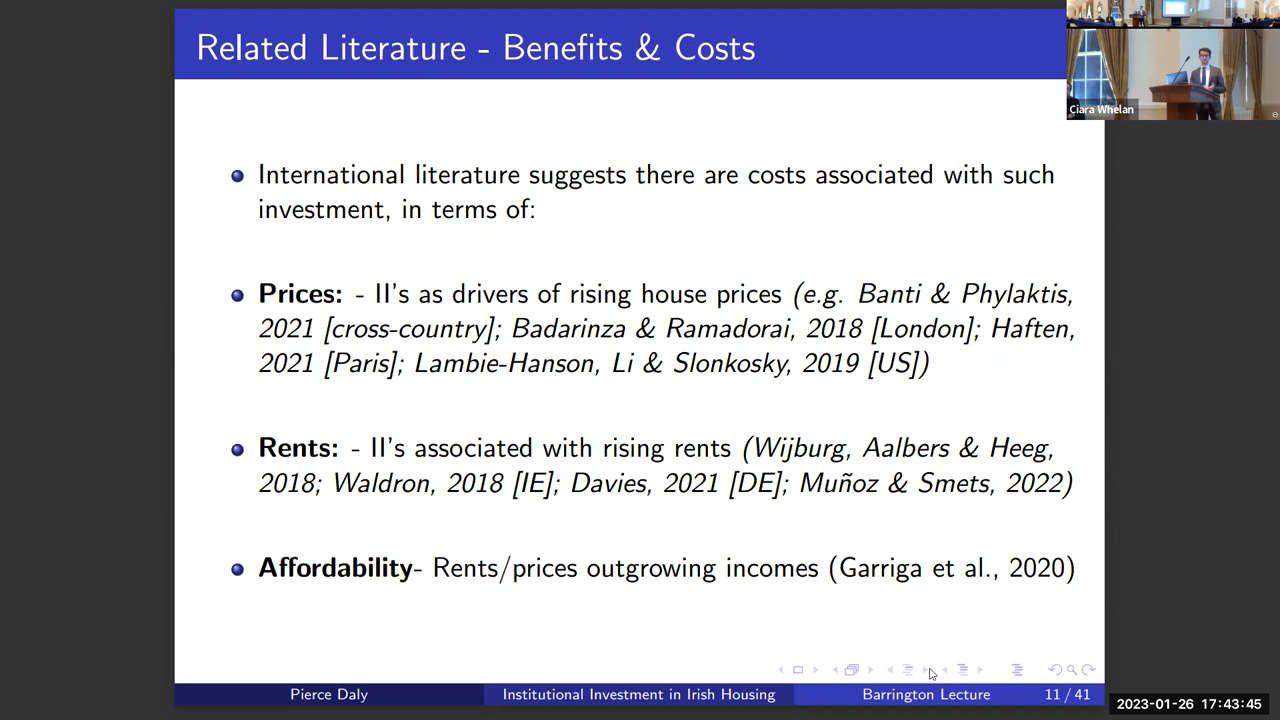 Related Literature - Benefits & Costs
Ciara Whelan
International literature suggests there are costs associated with such
investment, in terms of:
Prices: - II's as drivers of rising house prices (e.g. Banti & Phylaktis,
2021 [cross-country]; Badarinza & Ramadorai, 2018 [London]; Haften,
2021 [Paris]; Lambie-Hanson, Li & Slonkosky, 2019 [US])
Rents: - II's associated with rising rents (Wijburg, Aalbers & Heeg,
2018; Waldron, 2018 [IE]; Davies, 2021 [DE]; Muñoz & Smets, 2022)
Affordability- Rents/prices outgrowing incomes (Garriga et al., 2020)
Pierce Daly
Institutional Investment in Irish Housing
Barrington Lecture
11 / 41
2023-01-26 17:43:45